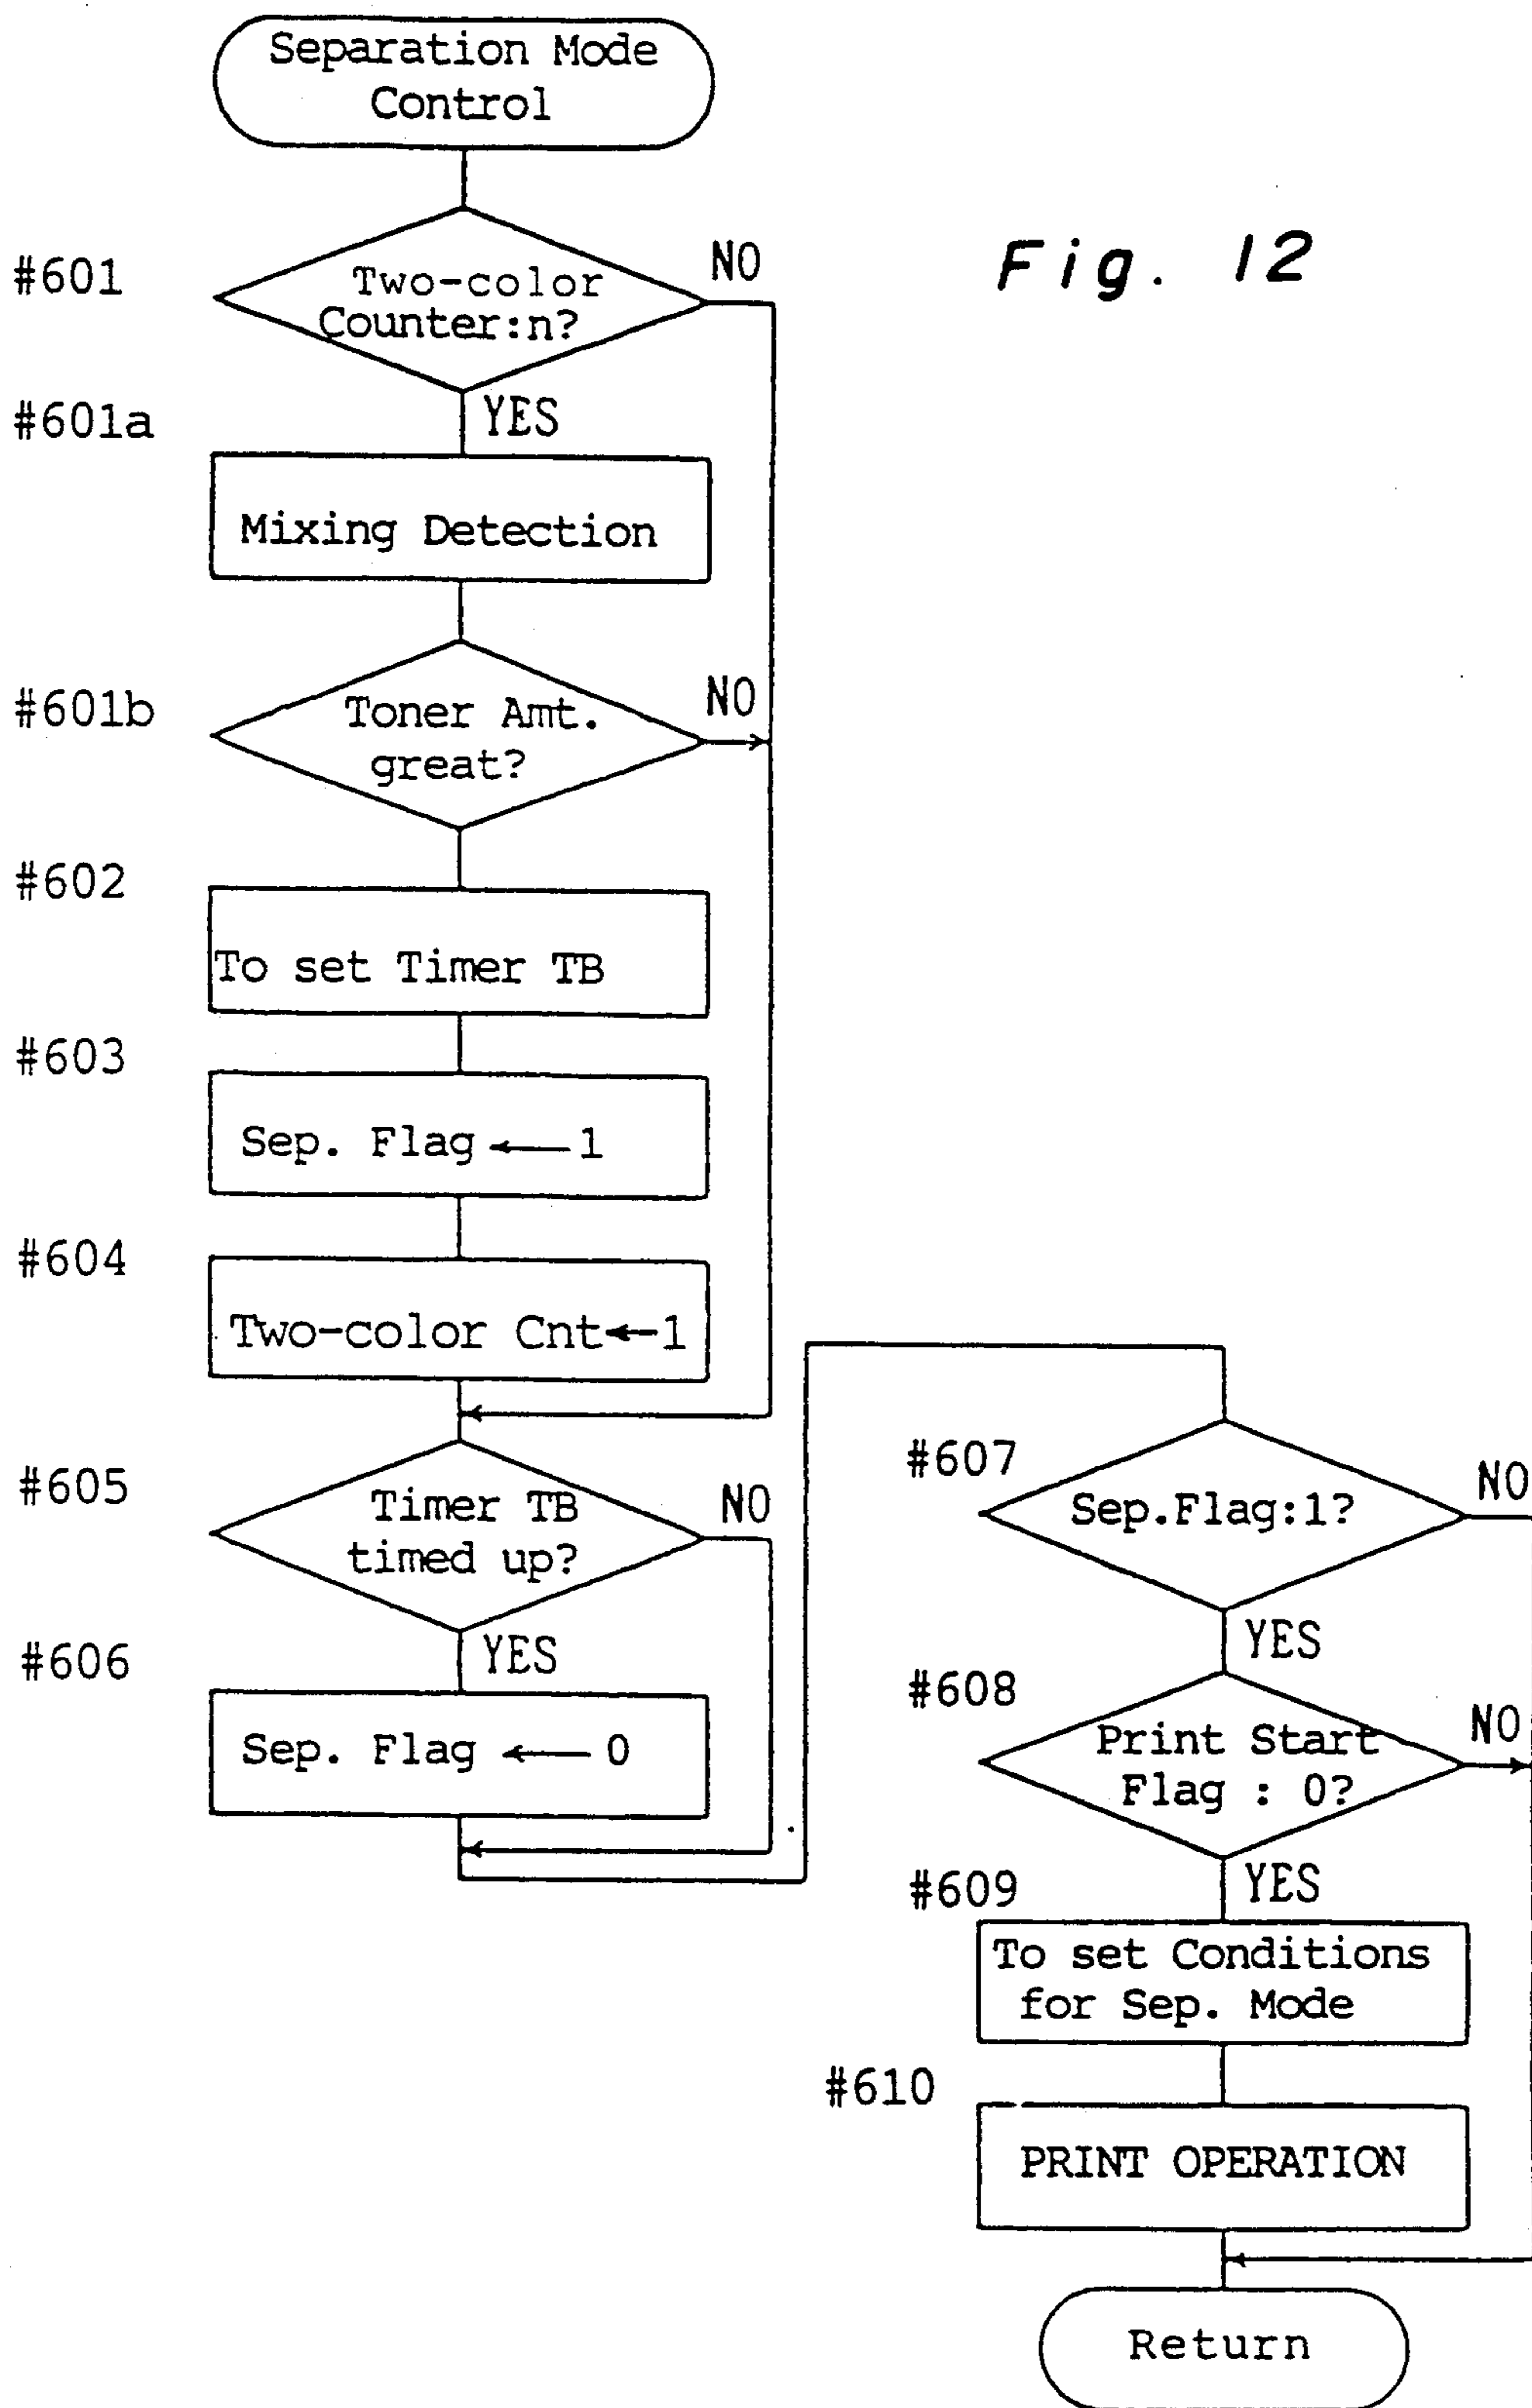 Separation Mode
Control
Fig. 12
#601
Two-color
Counter:n?
NO
#601a
YES
Mixing Detection
#601b
Toner Amt.
great?
NO
#602
To set Timer TB
#603
Sep. Flag ← 1
#604
Two-color Cnt←1
#605
Timer TB
timed up?
NO
#606
YES
Sep. Flag ← 0
#607
Sep.Flag:1?
NO
YES
#608
Print Start
Flag : 0?
NO
#609
YES
To set Conditions
for Sep. Mode
#610
PRINT OPERATION
Return